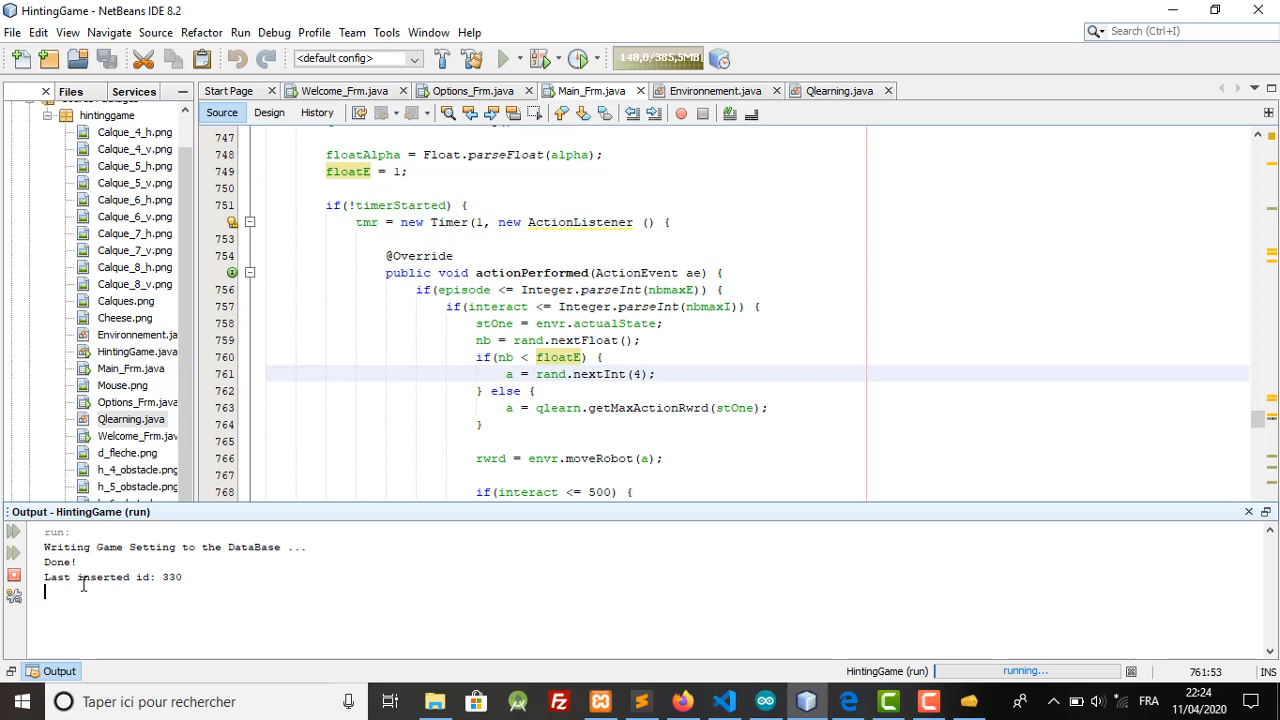 HintingGame - NetBeans IDE 8.2
File Edit View Navigate Source Refactor Run Debug Profile Team Tools Window Help
Search (Ctrl+I)
<default config>
148,0/385,5MB
Files Services
Start Page Welcome_Frm.java Options_Frm.java Main_Frm.java Environnement.java Qlearning.java
Source Design History
hintinggame
Calque_4_h.png
Calque_4_v.png
Calque_5_h.png
Calque_5_v.png
Calque_6_h.png
Calque_6_v.png
Calque_7_h.png
Calque_7_v.png
Calque_8_h.png
Calque_8_v.png
Calques.png
Cheese.png
Environnement.ja
HintingGame.java
Main_Frm.java
Mouse.png
Options_Frm.java
Qlearning.java
Welcome_Frm.jav
d_fleche.png
h_4_obstacle.png
h_5_obstacle.png
747
748 floatAlpha = Float.parseFloat(alpha);
749 floatE = 1;
750
751 if(!timerStarted) {
tmr = new Timer(1, new ActionListener () {
753
754 @Override
public void actionPerformed(ActionEvent ae) {
756 if(episode <= Integer.parseInt(nbmaxE)) {
757 if(interact <= Integer.parseInt(nbmaxI)) {
758 stOne = envr.actualState;
759 nb = rand.nextFloat();
760 if(nb < floatE) {
761 a = rand.nextInt(4);
762 } else {
763 a = qlearn.getMaxActionRwrd(stOne);
764 }
765
766 rwrd = envr.moveRobot(a);
767
768 if(interact <= 500) {
Output - HintingGame (run)
run:
Writing Game Setting to the DataBase ...
Done!
Last inserted id: 330
Output
HintingGame (run) running... 761:53 INS
Taper ici pour rechercher
FRA
22:24
11/04/2020